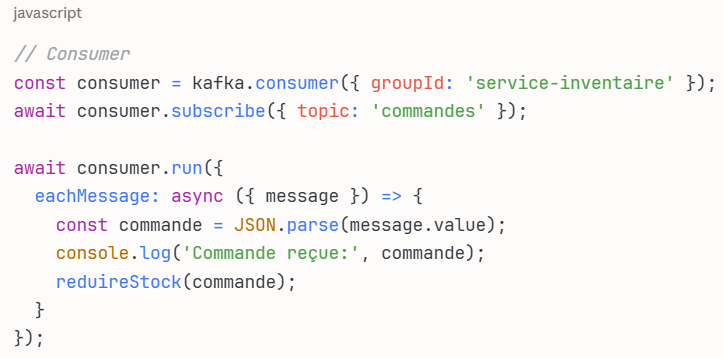 javascript
// Consumer
const consumer = kafka.consumer({ groupId: 'service-inventaire' });
await consumer.subscribe({ topic: 'commandes' });
await consumer.run({
  eachMessage: async ({ message }) => {
    const commande = JSON.parse(message.value);
    console.log('Commande reçue:', commande);
    reduireStock(commande);
  }
});